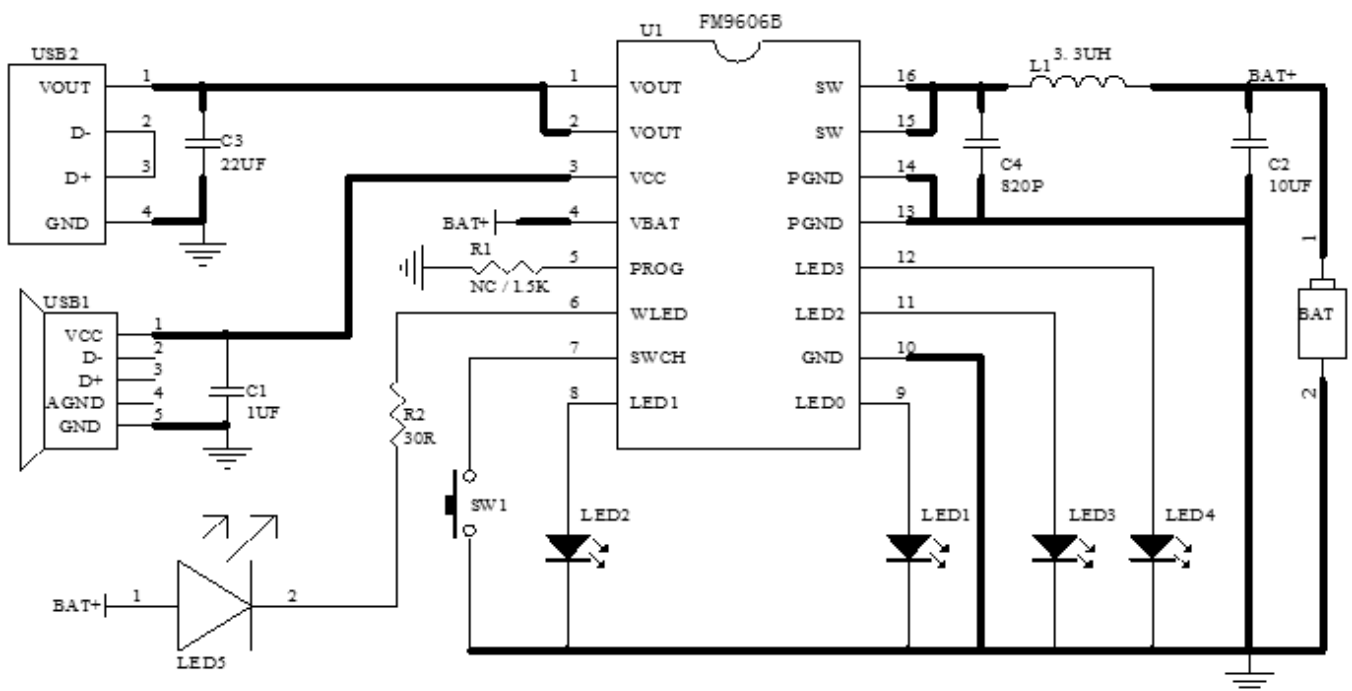 FM9606B
U1
USB2
VOUT 1
D- 2
D+ 3
GND 4
C3
22UF
1 VOUT
2 VOUT
3 VCC
BAT+ 4 VBAT
R1 5 PROG
NC / 1.5K
6 WLED
7 SWCH
8 LED1
SW 16
SW 15
PGND 14
PGND 13
LED3 12
LED2 11
GND 10
LED0 9
L1 3.3UH
BAT+
C4
820P
C2
10UF
1
BAT
2
USB1
VCC 1
D- 2
D+ 3
AGND 4
GND 5
C1
1UF
R2
30R
SW1
LED2
LED1
LED3
LED4
BAT+ 1 2
LED5